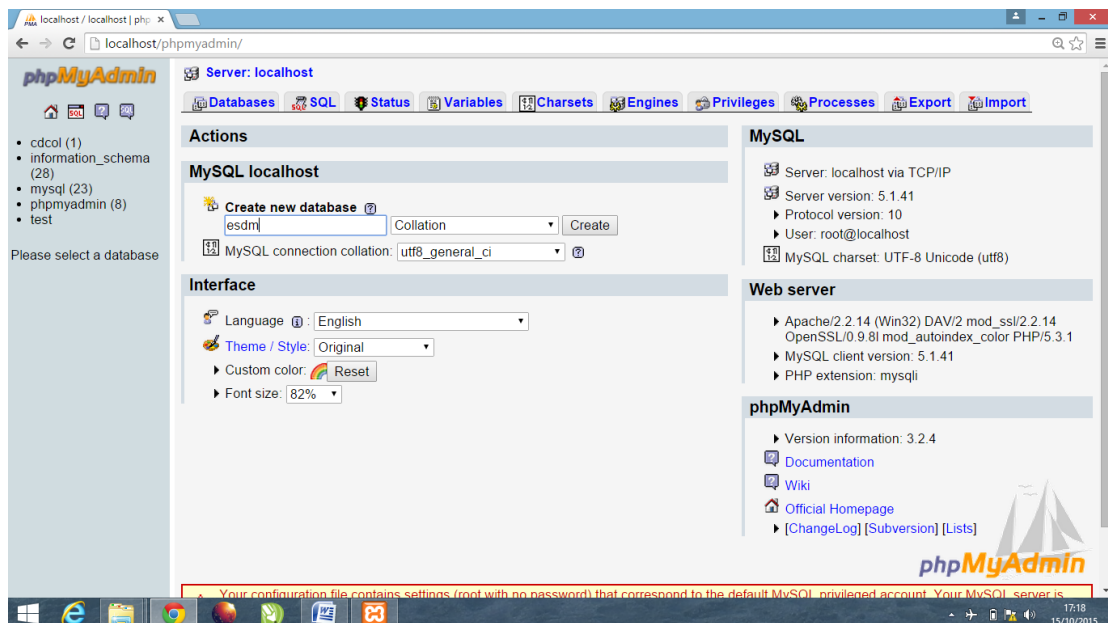 localhost / localhost | php
localhost/phpmyadmin/
phpMyAdmin
cdcol (1)
information_schema
(28)
mysql (23)
phpmyadmin (8)
test
Please select a database
Server: localhost
Databases SQL Status Variables Charsets Engines Privileges Processes Export Import
Actions
MySQL localhost
Create new database
esdm Collation Create
MySQL connection collation: utf8_general_ci
Interface
Language : English
Theme / Style: Original
Custom color: Reset
Font size: 82%
MySQL
Server: localhost via TCP/IP
Server version: 5.1.41
Protocol version: 10
User: root@localhost
MySQL charset: UTF-8 Unicode (utf8)
Web server
Apache/2.2.14 (Win32) DAV/2 mod_ssl/2.2.14
OpenSSL/0.9.8l mod_autoindex_color PHP/5.3.1
MySQL client version: 5.1.41
PHP extension: mysqli
phpMyAdmin
Version information: 3.2.4
Documentation
Wiki
Official Homepage
[ChangeLog] [Subversion] [Lists]
phpMyAdmin
Your configuration file contains settings (root with no password) that correspond to the default MySQL privileged account. Your MySQL server is
17:18
15/10/2015